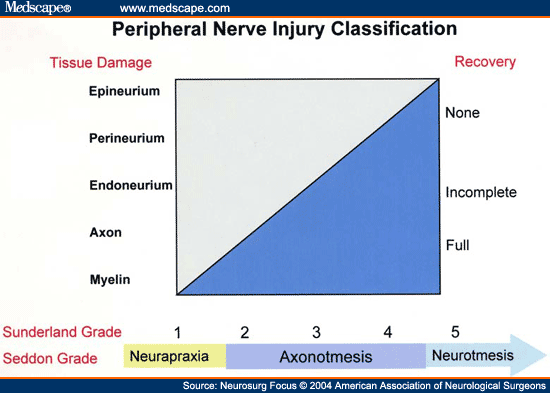 Medscape® www.medscape.com
Peripheral Nerve Injury Classification
Tissue Damage
Recovery
Epineurium
None
Perineurium
Endoneurium
Incomplete
Axon
Full
Myelin
Sunderland Grade 1 2 3 4 5
Seddon Grade Neurapraxia Axonotmesis Neurotmesis
Source: Neurosurg Focus © 2004 American Association of Neurological Surgeons